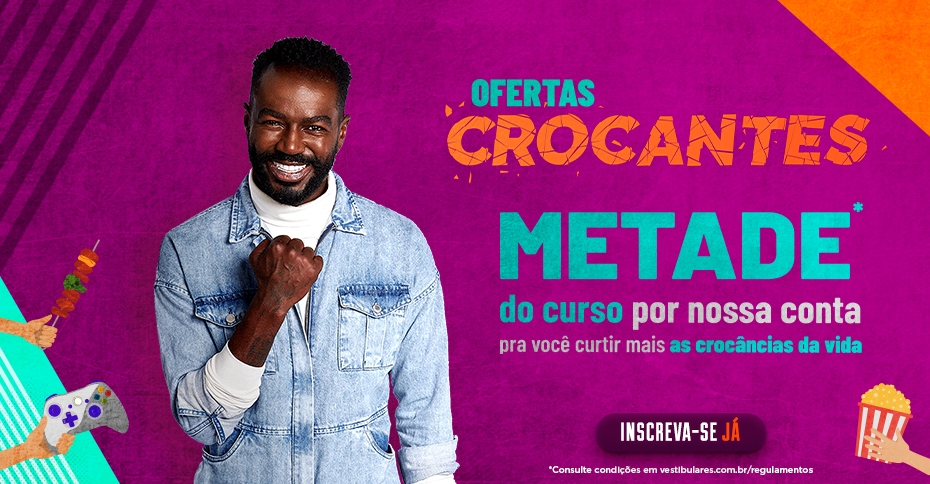 OFERTAS
CROCANTES
METADE*
do curso por nossa conta
pra você curtir mais as crocâncias da vida
INSCREVA-SE JÁ
*Consulte condições em vestibulares.com.br/regulamentos